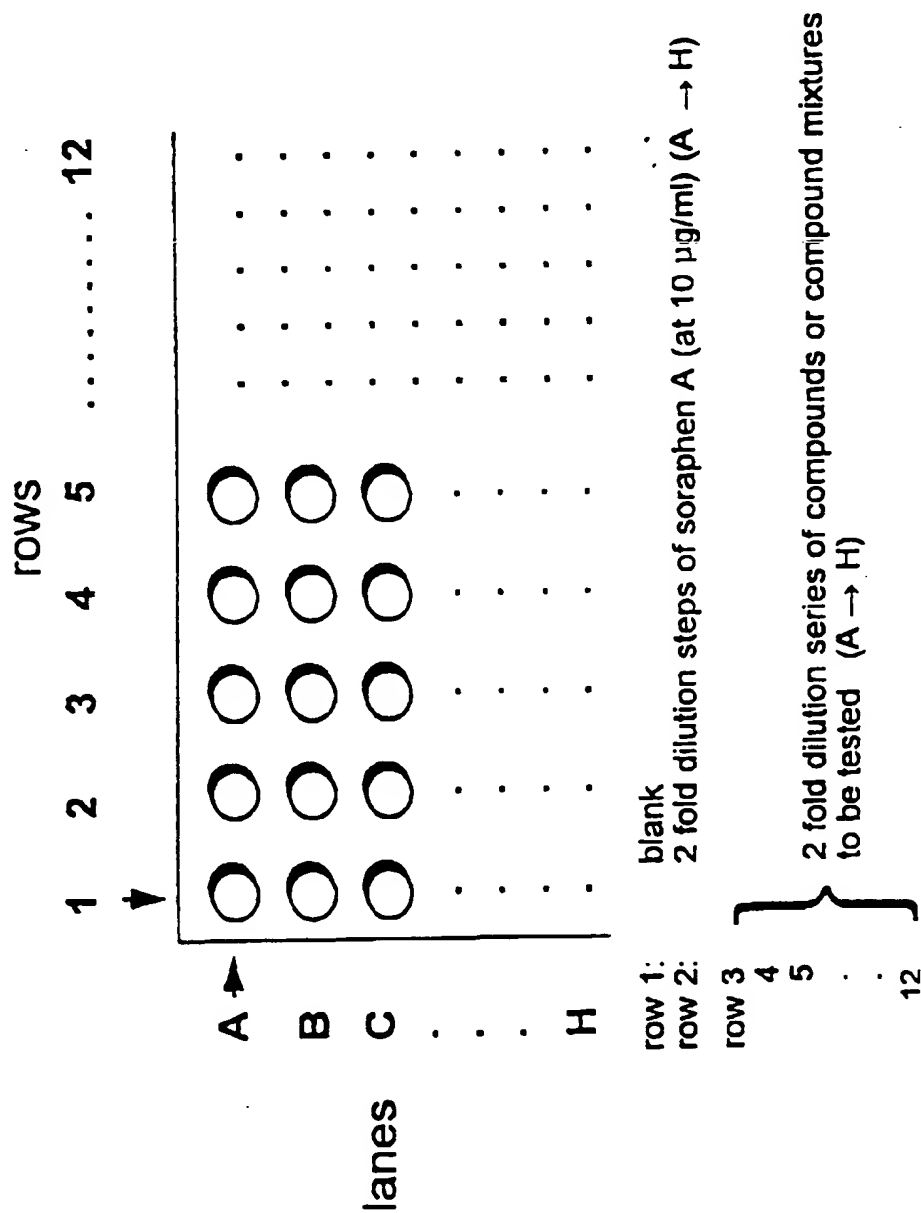 rows
1 2 3 4 5 ........ 12
A
B
C
.
.
.
H
lanes
row 1: blank
row 2: 2 fold dilution steps of soraphen A (at 10 µg/ml) (A → H)
row 3
4
5
.
.
12
2 fold dilution series of compounds or compound mixtures
to be tested (A → H)